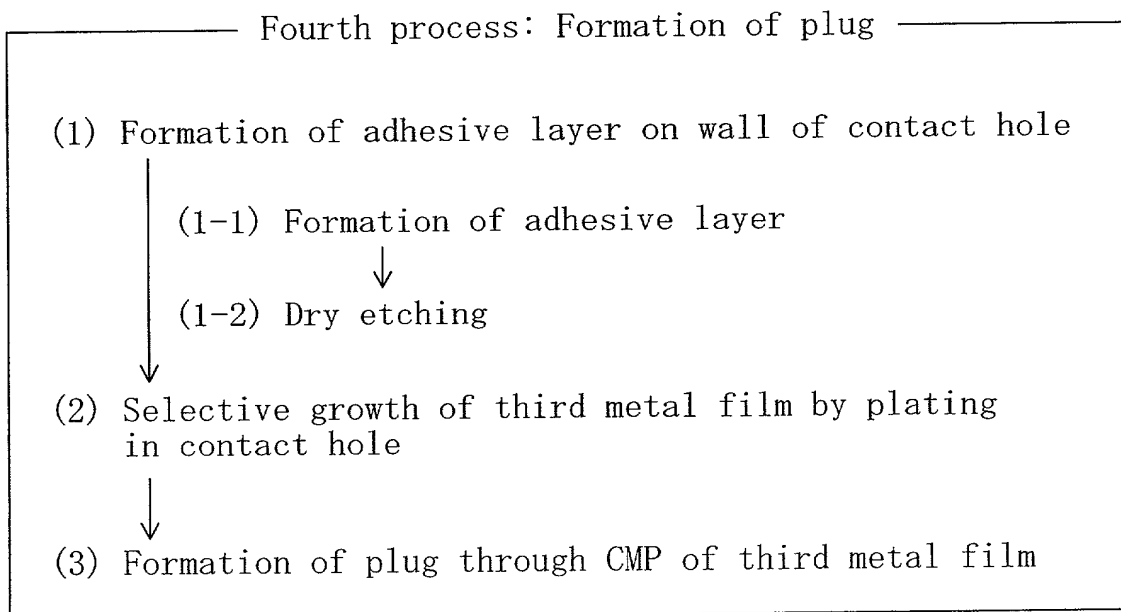 Fourth process: Formation of plug
(1) Formation of adhesive layer on wall of contact hole
(1-1) Formation of adhesive layer
(1-2) Dry etching
(2) Selective growth of third metal film by plating
in contact hole
(3) Formation of plug through CMP of third metal film